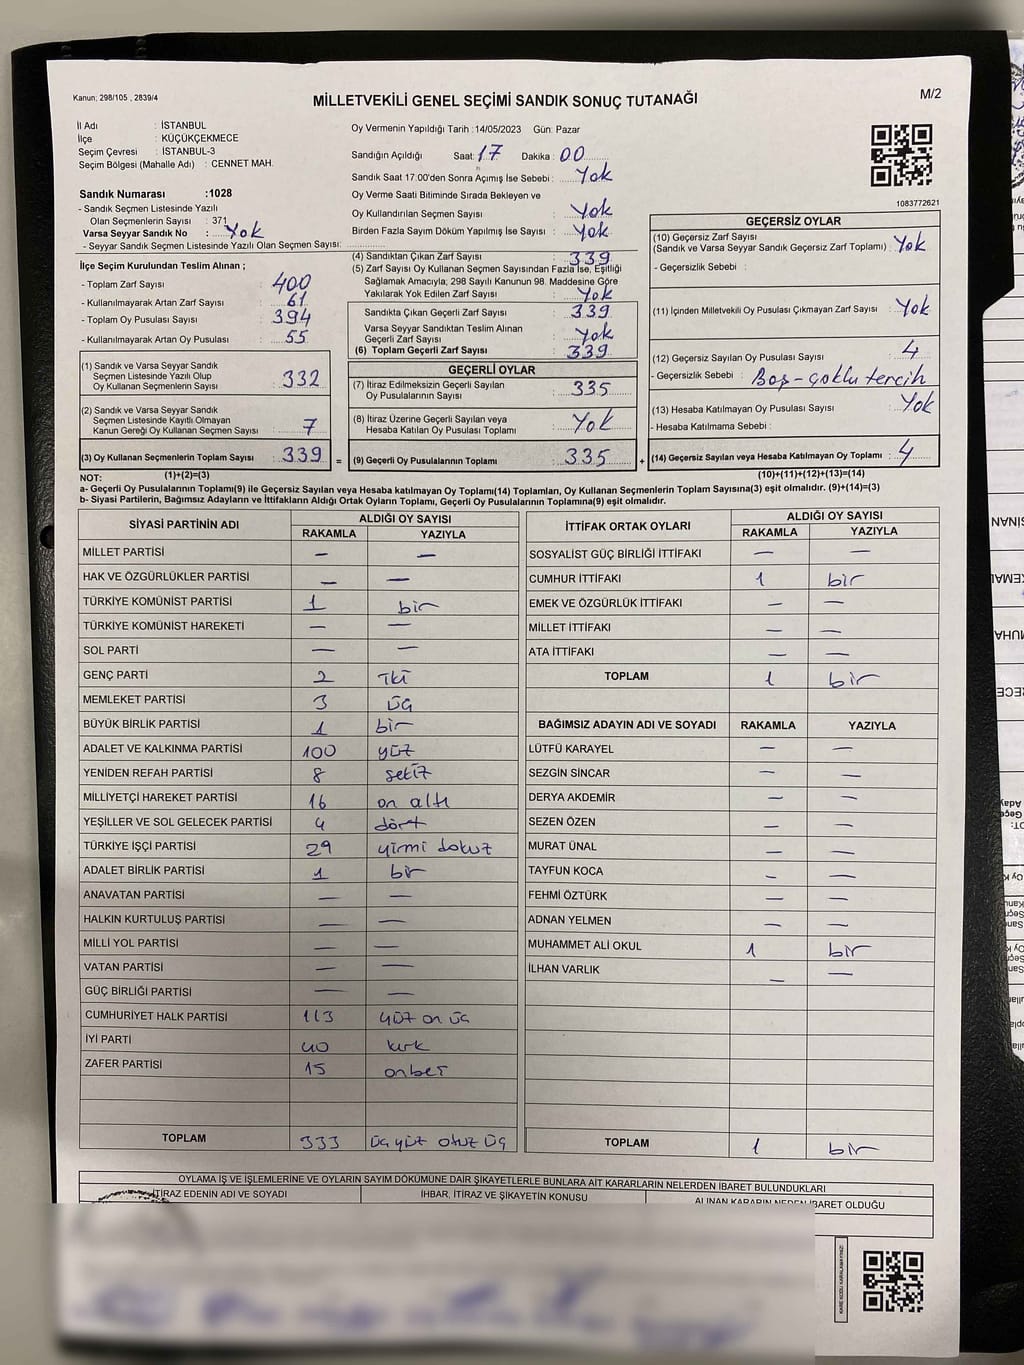 Kanun; 298/105 , 2839/4
MİLLETVEKİLİ GENEL SEÇİMİ SANDIK SONUÇ TUTANAĞI
M/2
İl Adı : İSTANBUL
İlçe : KÜÇÜKÇEKMECE
Seçim Çevresi : İSTANBUL-3
Seçim Bölgesi (Mahalle Adı) : CENNET MAH.
Sandık Numarası :1028
- Sandık Seçmen Listesinde Yazılı
Olan Seçmenlerin Sayısı : 371
Varsa Seyyar Sandık No : Yok
- Seyyar Sandık Seçmen Listesinde Yazılı Olan Seçmen Sayısı:
Oy Vermenin Yapıldığı Tarih :14/05/2023 Gün: Pazar
Sandığın Açıldığı Saat: 17 Dakika : 00
Sandık Saat 17:00'den Sonra Açımış İse Sebebi : Yok
Oy Verme Saati Bitiminde Sırada Bekleyen ve
Oy Kullandırılan Seçmen Sayısı : Yok
Birden Fazla Sayım Döküm Yapılmış İse Sayısı : Yok
1083772621
İlçe Seçim Kurulundan Teslim Alınan ;
- Toplam Zarf Sayısı : 400
- Kullanılmayarak Artan Zarf Sayısı : 61
- Toplam Oy Pusulası Sayısı : 394
- Kullanılmayarak Artan Oy Pusulası : 55
(4) Sandıktan Çıkan Zarf Sayısı : 339
(5) Zarf Sayısı Oy Kullanan Seçmen Sayısından Fazla İse, Eşitliği
Sağlamak Amacıyla; 298 Sayılı Kanunun 98. Maddesine Göre
Yakılarak Yok Edilen Zarf Sayısı : Yok
Sandıkta Çıkan Geçerli Zarf Sayısı : 339
Varsa Seyyar Sandıktan Teslim Alınan
Geçerli Zarf Sayısı : Yok
(6) Toplam Geçerli Zarf Sayısı : 339
GEÇERSİZ OYLAR
(10) Geçersiz Zarf Sayısı
(Sandık ve Varsa Seyyar Sandık Geçersiz Zarf Toplamı) : Yok
- Geçersizlik Sebebi :
(11) İçinden Milletvekili Oy Pusulası Çıkmayan Zarf Sayısı : Yok
(12) Geçersiz Sayılan Oy Pusulası Sayısı : 4
- Geçersizlik Sebebi : Boş-çoklu tercih
(13) Hesaba Katılmayan Oy Pusulası Sayısı : Yok
- Hesaba Katılmama Sebebi :
(14) Geçersiz Sayılan veya Hesaba Katılmayan Oy Toplamı : 4
(1) Sandık ve Varsa Seyyar Sandık
Seçmen Listesinde Yazılı Olup
Oy Kullanan Seçmenlerin Sayısı : 332
(2) Sandık ve Varsa Seyyar Sandık
Seçmen Listesinde Kayıtlı Olmayan
Kanun Gereği Oy Kullanan Seçmen Sayısı : 7
(3) Oy Kullanan Seçmenlerin Toplam Sayısı : 339 =
GEÇERLİ OYLAR
(7) İtiraz Edilmeksizin Geçerli Sayılan
Oy Pusulalarının Sayısı : 335
(8) İtiraz Üzerine Geçerli Sayılan veya
Hesaba Katılan Oy Pusulası Toplamı : Yok
(9) Geçerli Oy Pusulalarının Toplamı : 335 +
NOT: (1)+(2)=(3) (10)+(11)+(12)+(13)=(14)
a- Geçerli Oy Pusulalarının Toplamı(9) ile Geçersiz Sayılan veya Hesaba katılmayan Oy Toplamı(14) Toplamları, Oy Kullanan Seçmenlerin Toplam Sayısına(3) eşit olmalıdır. (9)+(14)=(3)
b- Siyasi Partilerin, Bağımsız Adayların ve İttifakların Aldığı Ortak Oyların Toplamı, Geçerli Oy Pusulalarının Toplamına(9) eşit olmalıdır.
SİYASİ PARTİNİN ADI ALDIĞI OY SAYISI
RAKAMLA YAZIYLA
MİLLET PARTİSİ — —
HAK VE ÖZGÜRLÜKLER PARTİSİ — —
TÜRKİYE KOMÜNİST PARTİSİ 1 bir
TÜRKİYE KOMÜNİST HAREKETİ — —
SOL PARTİ — —
GENÇ PARTİ 2 iki
MEMLEKET PARTİSİ 3 üç
BÜYÜK BİRLİK PARTİSİ 1 bir
ADALET VE KALKINMA PARTİSİ 100 yüz
YENİDEN REFAH PARTİSİ 8 sekiz
MİLLİYETÇİ HAREKET PARTİSİ 16 on altı
YEŞİLLER VE SOL GELECEK PARTİSİ 4 dört
TÜRKİYE İŞÇİ PARTİSİ 29 yirmi dokuz
ADALET BİRLİK PARTİSİ 1 bir
ANAVATAN PARTİSİ — —
HALKIN KURTULUŞ PARTİSİ — —
MİLLİ YOL PARTİSİ — —
VATAN PARTİSİ — —
GÜÇ BİRLİĞİ PARTİSİ — —
CUMHURİYET HALK PARTİSİ 113 yüz on üç
İYİ PARTİ 40 kırk
ZAFER PARTİSİ 15 onbeş
TOPLAM 333 üç yüz otuz üç
İTTİFAK ORTAK OYLARI ALDIĞI OY SAYISI
RAKAMLA YAZIYLA
SOSYALİST GÜÇ BİRLİĞİ İTTİFAKI — —
CUMHUR İTTİFAKI 1 bir
EMEK VE ÖZGÜRLÜK İTTİFAKI — —
MİLLET İTTİFAKI — —
ATA İTTİFAKI — —
TOPLAM 1 bir
BAĞIMSIZ ADAYIN ADI VE SOYADI RAKAMLA YAZIYLA
LÜTFÜ KARAYEL — —
SEZGİN SİNCAR — —
DERYA AKDEMİR — —
SEZEN ÖZEN — —
MURAT ÜNAL — —
TAYFUN KOCA — —
FEHMİ ÖZTÜRK — —
ADNAN YELMEN — —
MUHAMMET ALİ OKUL 1 bir
İLHAN VARLIK — —
TOPLAM 1 bir
OYLAMA İŞ VE İŞLEMLERİNE VE OYLARIN SAYIM DÖKÜMÜNE DAİR ŞİKAYETLERLE BUNLARA AİT KARARLARIN NELERDEN İBARET BULUNDUKLARI
İTİRAZ EDENİN ADI VE SOYADI İHBAR, İTİRAZ VE ŞİKAYETİN KONUSU ALINAN KARARIN NEDEN İBARET OLDUĞU